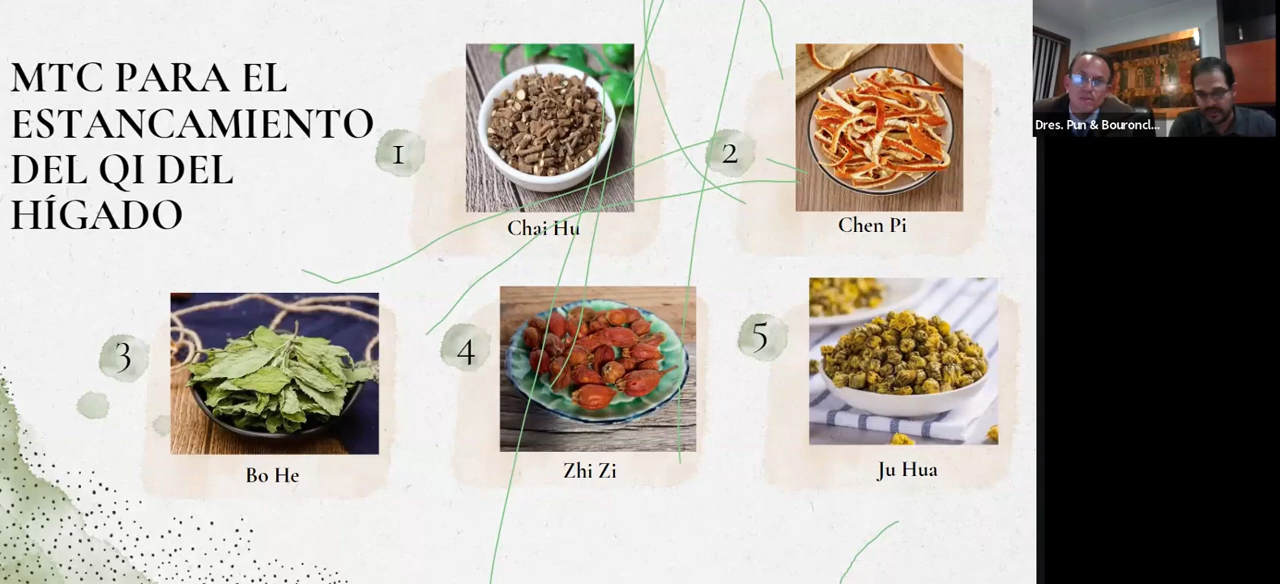 MTC PARA EL
ESTANCAMIENTO
DEL QI DEL
HÍGADO
1
Chai Hu
2
Chen Pi
3
Bo He
4
Zhi Zi
5
Ju Hua
Dres. Pun & Bouroncl...